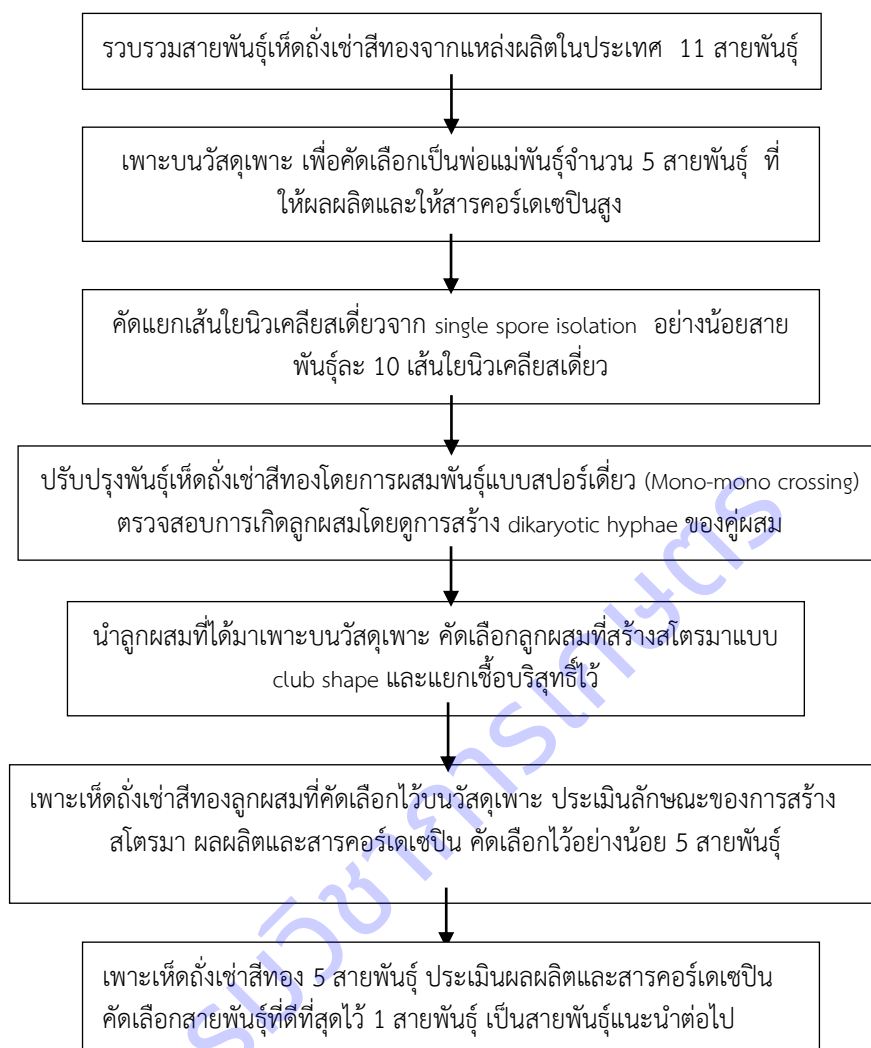 รวบรวมสายพันธุ์เห็ดถั่งเช่าสีทองจากแหล่งผลิตในประเทศ 11 สายพันธุ์
เพาะบนวัสดุเพาะ เพื่อคัดเลือกเป็นพ่อแม่พันธุ์จำนวน 5 สายพันธุ์ ที่
ให้ผลผลิตและให้สารคอร์เดเซปินสูง
คัดแยกเส้นใยนิวเคลียสเดี่ยวจาก single spore isolation อย่างน้อยสาย
พันธุ์ละ 10 เส้นใยนิวเคลียสเดี่ยว
ปรับปรุงพันธุ์เห็ดถั่งเช่าสีทองโดยการผสมพันธุ์แบบสปอร์เดี่ยว (Mono-mono crossing)
ตรวจสอบการเกิดลูกผสมโดยดูการสร้าง dikaryotic hyphae ของคู่ผสม
นำลูกผสมที่ได้มาเพาะบนวัสดุเพาะ คัดเลือกลูกผสมที่สร้างสโตรมาแบบ
club shape และแยกเชื้อบริสุทธิ์ไว้
เพาะเห็ดถั่งเช่าสีทองลูกผสมที่คัดเลือกไว้บนวัสดุเพาะ ประเมินลักษณะของการสร้าง
สโตรมา ผลผลิตและสารคอร์เดเซปิน คัดเลือกไว้อย่างน้อย 5 สายพันธุ์
เพาะเห็ดถั่งเช่าสีทอง 5 สายพันธุ์ ประเมินผลผลิตและสารคอร์เดเซปิน
คัดเลือกสายพันธุ์ที่ดีที่สุดไว้ 1 สายพันธุ์ เป็นสายพันธุ์แนะนำต่อไป
รมวิชาการเกษตร